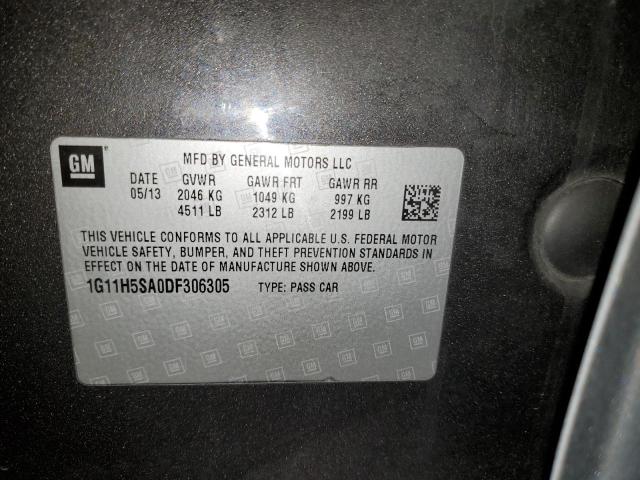 GM
MFD BY GENERAL MOTORS LLC
DATE GVWR GAWR FRT GAWR RR
05/13 2046 KG 1049 KG 997 KG
4511 LB 2312 LB 2199 LB
THIS VEHICLE CONFORMS TO ALL APPLICABLE U.S. FEDERAL MOTOR
VEHICLE SAFETY, BUMPER, AND THEFT PREVENTION STANDARDS IN
EFFECT ON THE DATE OF MANUFACTURE SHOWN ABOVE.
1G11H5SA0DF306305 TYPE: PASS CAR